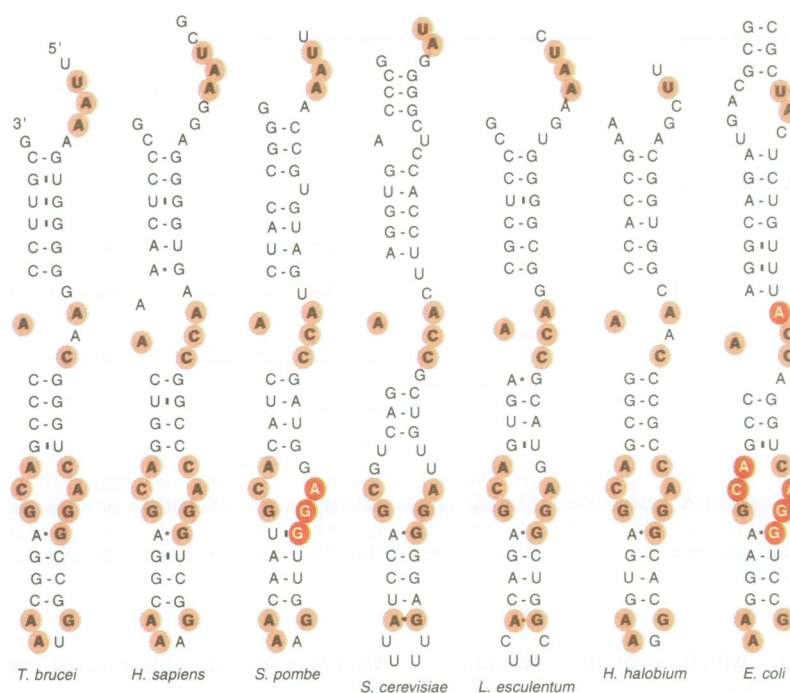 5'
U
U
A
A
3'
G A
C - G
G U
U G
U G
C - G
C - G
G
A A
A
C
C - G
C - G
C - G
G U
A C
C A
G G
A * G
G - C
G - C
C - G
A G
A U
T. brucei
G
C
U
A
A
G
G G
C A
C - G
C - G
U G
C - G
A - U
A * G
A
A A
A C
C
C - G
U G
G - C
G - C
A C
C A
G G
A * G
G U
G - C
C - G
A G
A A
H. sapiens
U
U
A
A
G A
G C
G C
C - G
U
C - G
A - U
U - A
C - G
U
A
A C
C
C - G
U - A
A - U
C - G
A G
C A
G G
U G
A - U
A - U
C - G
A G
A A
S. pombe
U
A
G G
C - G
C - G
C - G
C
A U
C
G - C
U - A
G - C
G - C
A - U
U
C
A A
C
C
G
G - C
A - U
C - G
U
G U
C A
G G
A * G
C - G
U - A
A * G
U U
U U
S. cerevisiae
C
U
A
A
A
G G
C U
C - G
C - G
U G
C - G
G - C
C - G
G
A A
C
C
A * G
G - C
U - A
G - U
A G
C A
G G
A * G
C - G
A - U
G - C
A * G
C C
U U
L. esculentum
U
U
C
A G
A A
G - C
C - G
C - G
A - U
C - G
C - G
C
A A
A
C
G - C
G - C
G - C
C - G
A C
C A
G G
A * G
G - C
U - A
G - C
A G
A G
H. halobium
G - C
C - G
G - C
C U
A A
G C
U U
A - U
G - C
A - U
C - G
G U
G U
A - U
A
A C
C
A
C - G
C - G
G U
A C
C A
G G
A * G
G - U
G - C
A - C
A G
A
E. coli